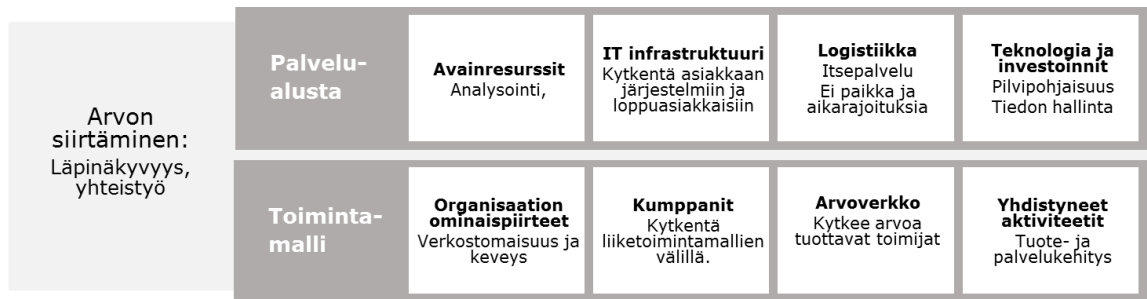 Arvon
siirtäminen:
Läpinäkyvyys,
yhteistyö
Palvelu-
alusta
Avainresurssit
Analysointi,
IT infrastruktuuri
Kytkentä asiakkaan
järjestelmiin ja
loppuasiakkaisiin
Logistiikka
Itsepalvelu
Ei paikka ja
aikarajoituksia
Teknologia ja
investoinnit
Pilvipohjaisuus
Tiedon hallinta
Toiminta-
malli
Organisaation
ominaispiirteet
Verkostomaisuus ja
keveys
Kumppanit
Kytkentä
liiketoimintamallien
välillä.
Arvoverkko
Kytkee arvoa
tuottavat toimijat
Yhdistyneet
aktiviteetit
Tuote- ja
palvelukehitys